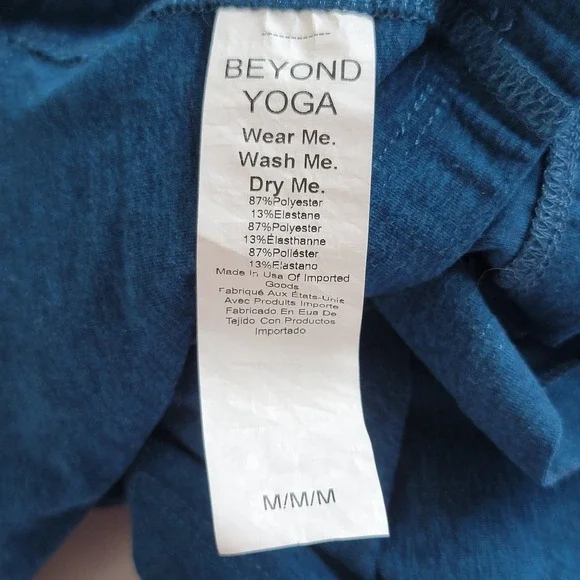 BEYOND
YOGA
Wear Me.
Wash Me.
Dry Me.
87%Polyester
13%Elastane
87%Polyester
13%Élasthanne
87%Poliéster
13%Elastano
Made In Usa Of Imported
Goods
Fabriqué Aux États-Unis
Avec Produits Importe
Fabricado En Eua De
Tejido Con Productos
Importado
M/M/M